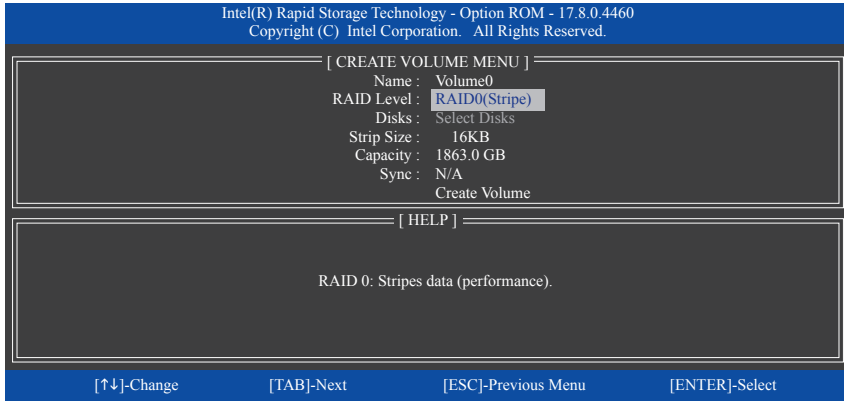 Intel(R) Rapid Storage Technology - Option ROM - 17.8.0.4460
Copyright (C) Intel Corporation. All Rights Reserved.
[ CREATE VOLUME MENU ]
Name : Volume0
RAID Level : RAID0(Stripe)
Disks : Select Disks
Strip Size : 16KB
Capacity : 1863.0 GB
Sync : N/A
Create Volume
[ HELP ]
RAID 0: Stripes data (performance).
[↑↓]-Change [TAB]-Next [ESC]-Previous Menu [ENTER]-Select